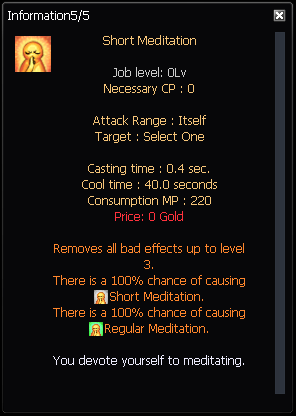 Information5/5
Short Meditation
Job level: 0Lv
Necessary CP : 0
Attack Range : Itself
Target : Select One
Casting time : 0.4 sec.
Cool time : 40.0 seconds
Consumption MP : 220
Price: 0 Gold
Removes all bad effects up to level
3.
There is a 100% chance of causing
Short Meditation.
There is a 100% chance of causing
Regular Meditation.
You devote yourself to meditating.